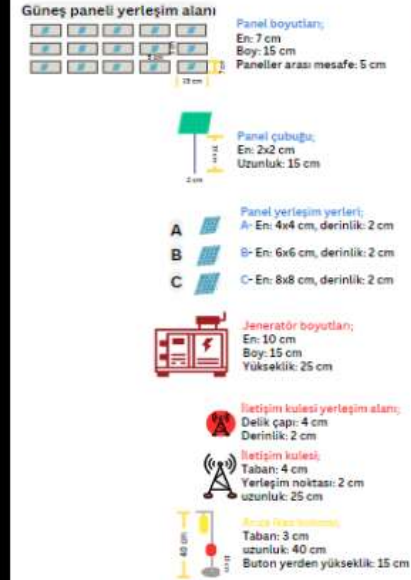 Güneş paneli yerleşim alanı
Panel boyutları;
En: 7 cm
Boy: 15 cm
Paneller arası mesafe: 5 cm
5 cm
15 cm
Panel çubuğu;
En: 2x2 cm
Uzunluk: 15 cm
2 cm
Panel yerleşim yerleri;
A
A- En: 4x4 cm, derinlik: 2 cm
B
B- En: 6x6 cm, derinlik: 2 cm
C
C- En: 8x8 cm, derinlik: 2 cm
Jeneratör boyutları;
En: 10 cm
Boy: 15 cm
Yükseklik: 25 cm
İletişim kulesi yerleşim alanı;
Delik çapı: 4 cm
Derinlik: 2 cm
İletişim kulesi;
Taban: 4 cm
Yerleşim noktası: 2 cm
uzunluk: 25 cm
Taban: 3 cm
uzunluk: 40 cm
Buton yerden yükseklik: 15 cm
40 cm